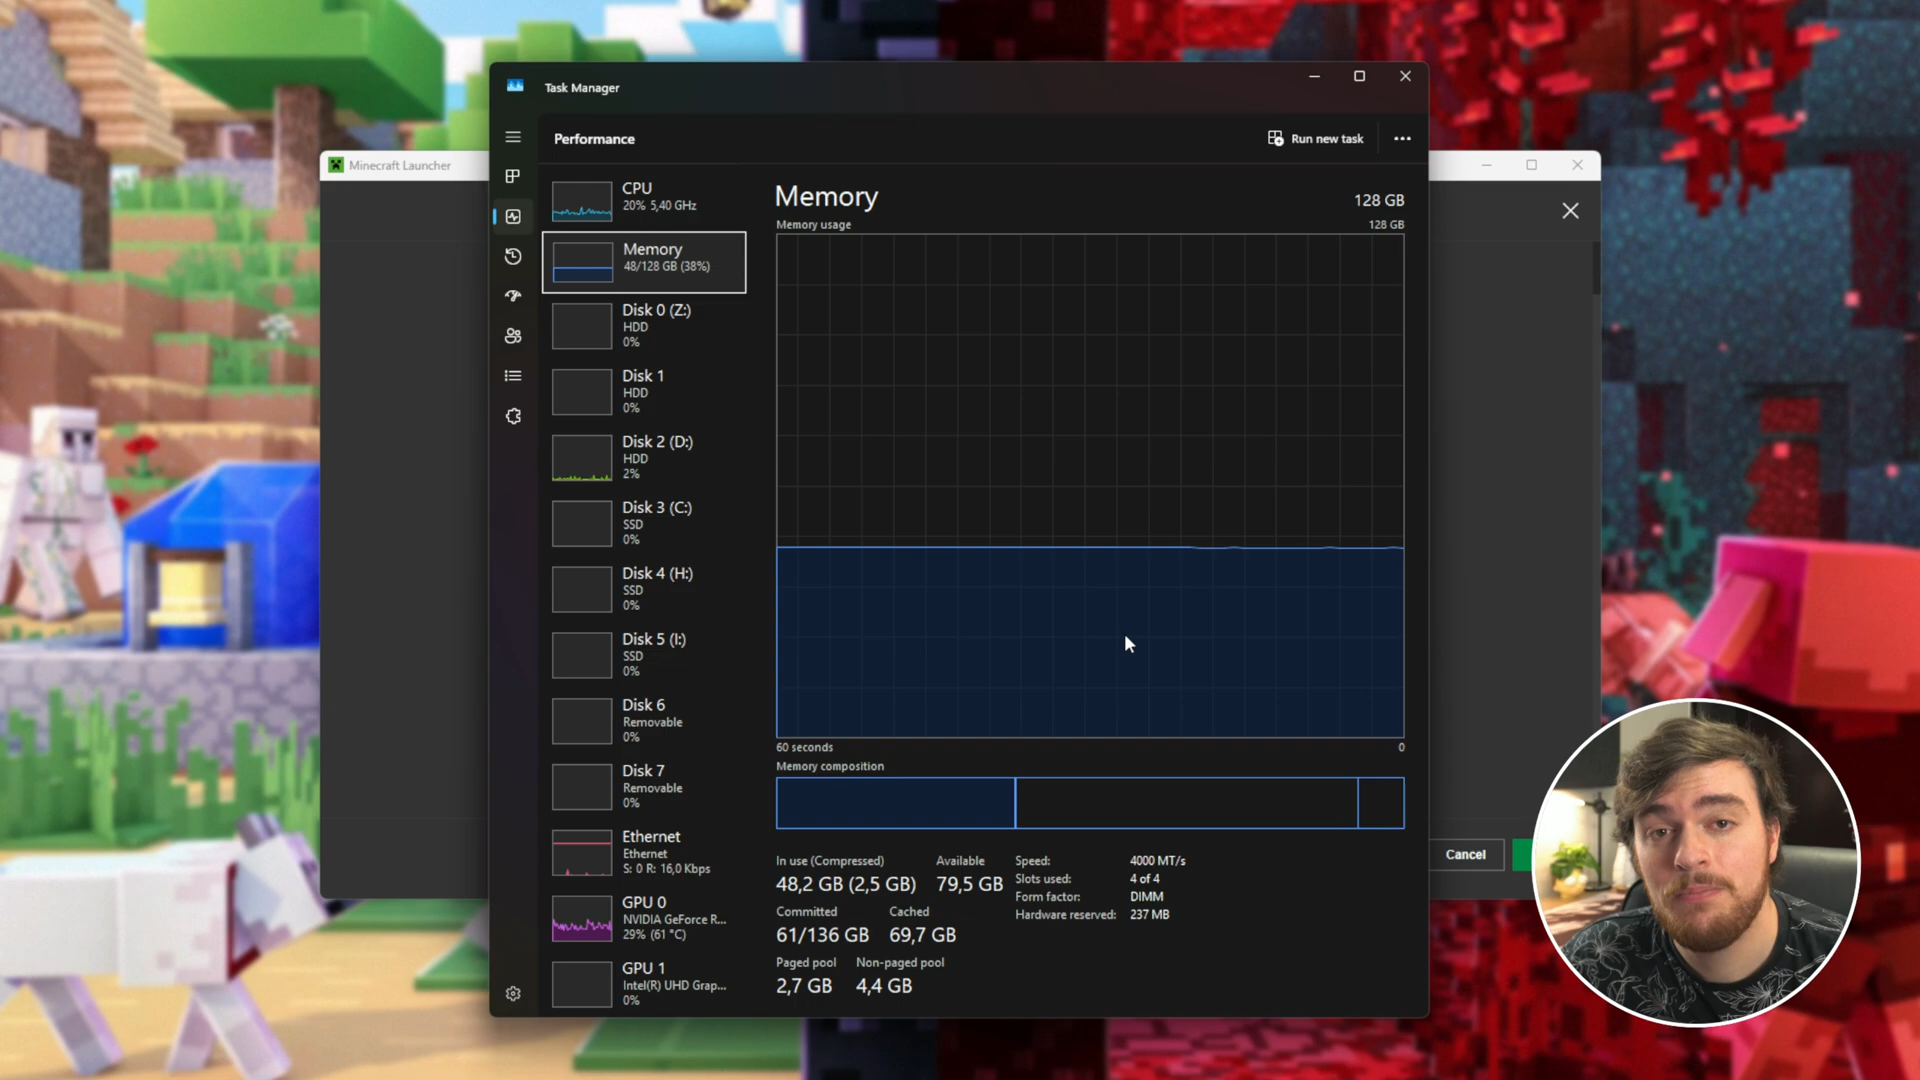 Task Manager
Performance
Run new task
Minecraft Launcher
CPU
20% 5,40 GHz
Memory
48/128 GB (38%)
Disk 0 (Z:)
HDD
0%
Disk 1
HDD
0%
Disk 2 (D:)
HDD
2%
Disk 3 (C:)
SSD
0%
Disk 4 (H:)
SSD
0%
Disk 5 (I:)
SSD
0%
Disk 6
Removable
0%
Disk 7
Removable
0%
Ethernet
Ethernet
S: 0 R: 16,0 Kbps
GPU 0
NVIDIA GeForce R...
29% (61 °C)
GPU 1
Intel(R) UHD Grap...
0%
Memory 128 GB
Memory usage 128 GB
60 seconds 0
Memory composition
In use (Compressed) Available
48,2 GB (2,5 GB) 79,5 GB
Committed Cached
61/136 GB 69,7 GB
Paged pool Non-paged pool
2,7 GB 4,4 GB
Speed: 4000 MT/s
Slots used: 4 of 4
Form factor: DIMM
Hardware reserved: 237 MB
Cancel